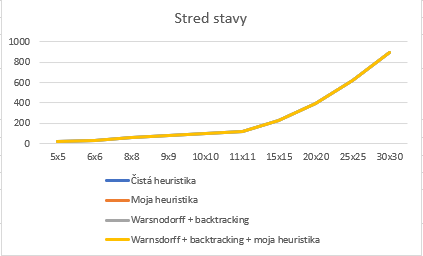 Stred stavy
1000
800
600
400
200
0
5x5 6x6 8x8 9x9 10x10 11x11 15x15 20x20 25x25 30x30
Čistá heuristika
Moja heuristika
Warsnodorff + backtracking
Warnsdorff + backtracking + moja heuristika